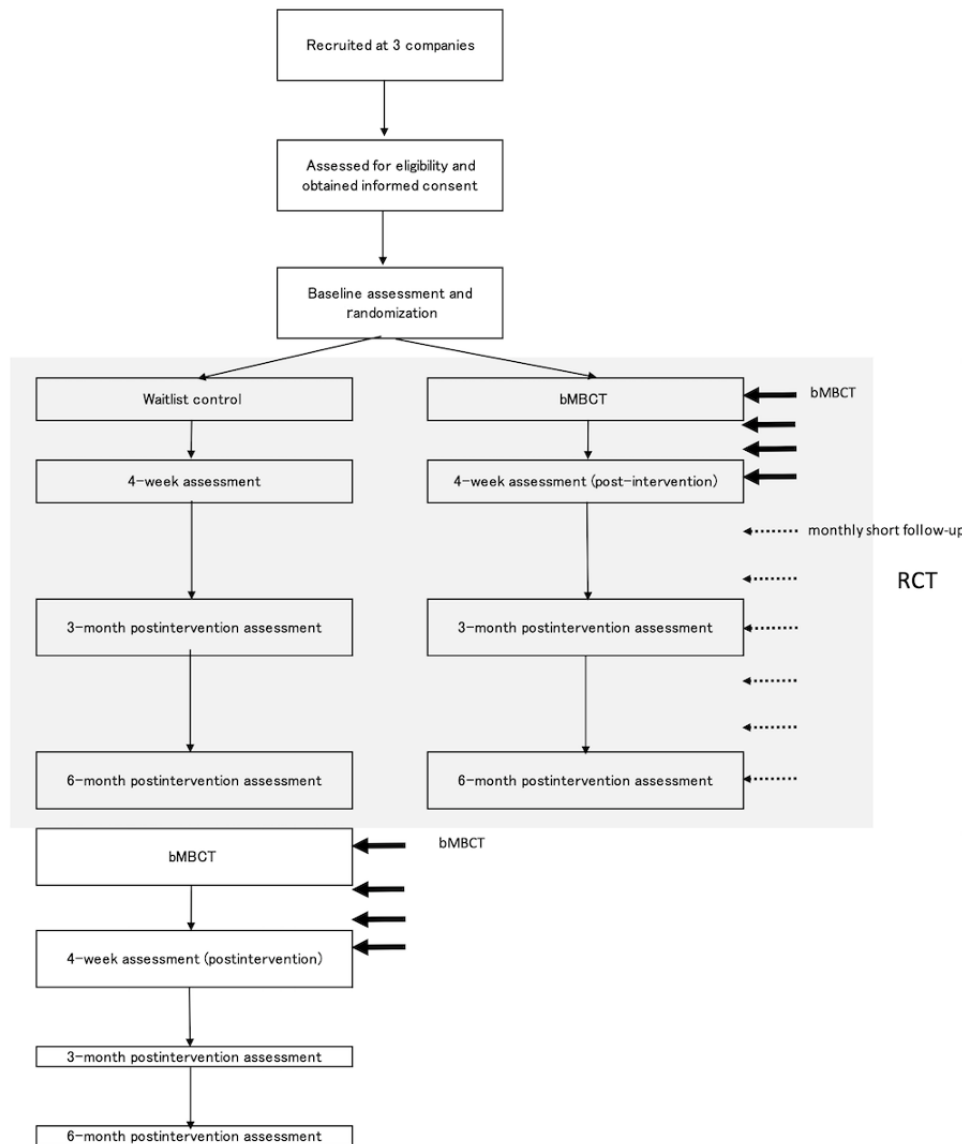 Recruited at 3 companies
Assessed for eligibility and
obtained informed consent
Baseline assessment and
randomization
Waitlist control
bMBCT
bMBCT
4-week assessment
4-week assessment (post-intervention)
monthly short follow-up
RCT
3-month postintervention assessment
3-month postintervention assessment
6-month postintervention assessment
6-month postintervention assessment
bMBCT
bMBCT
4-week assessment (postintervention)
3-month postintervention assessment
6-month postintervention assessment